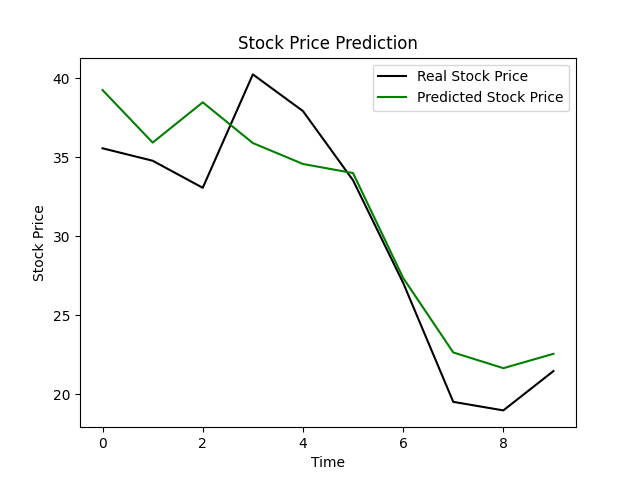 Stock Price Prediction
Real Stock Price
Predicted Stock Price
Stock Price
40
35
30
25
20
0 2 4 6 8
Time